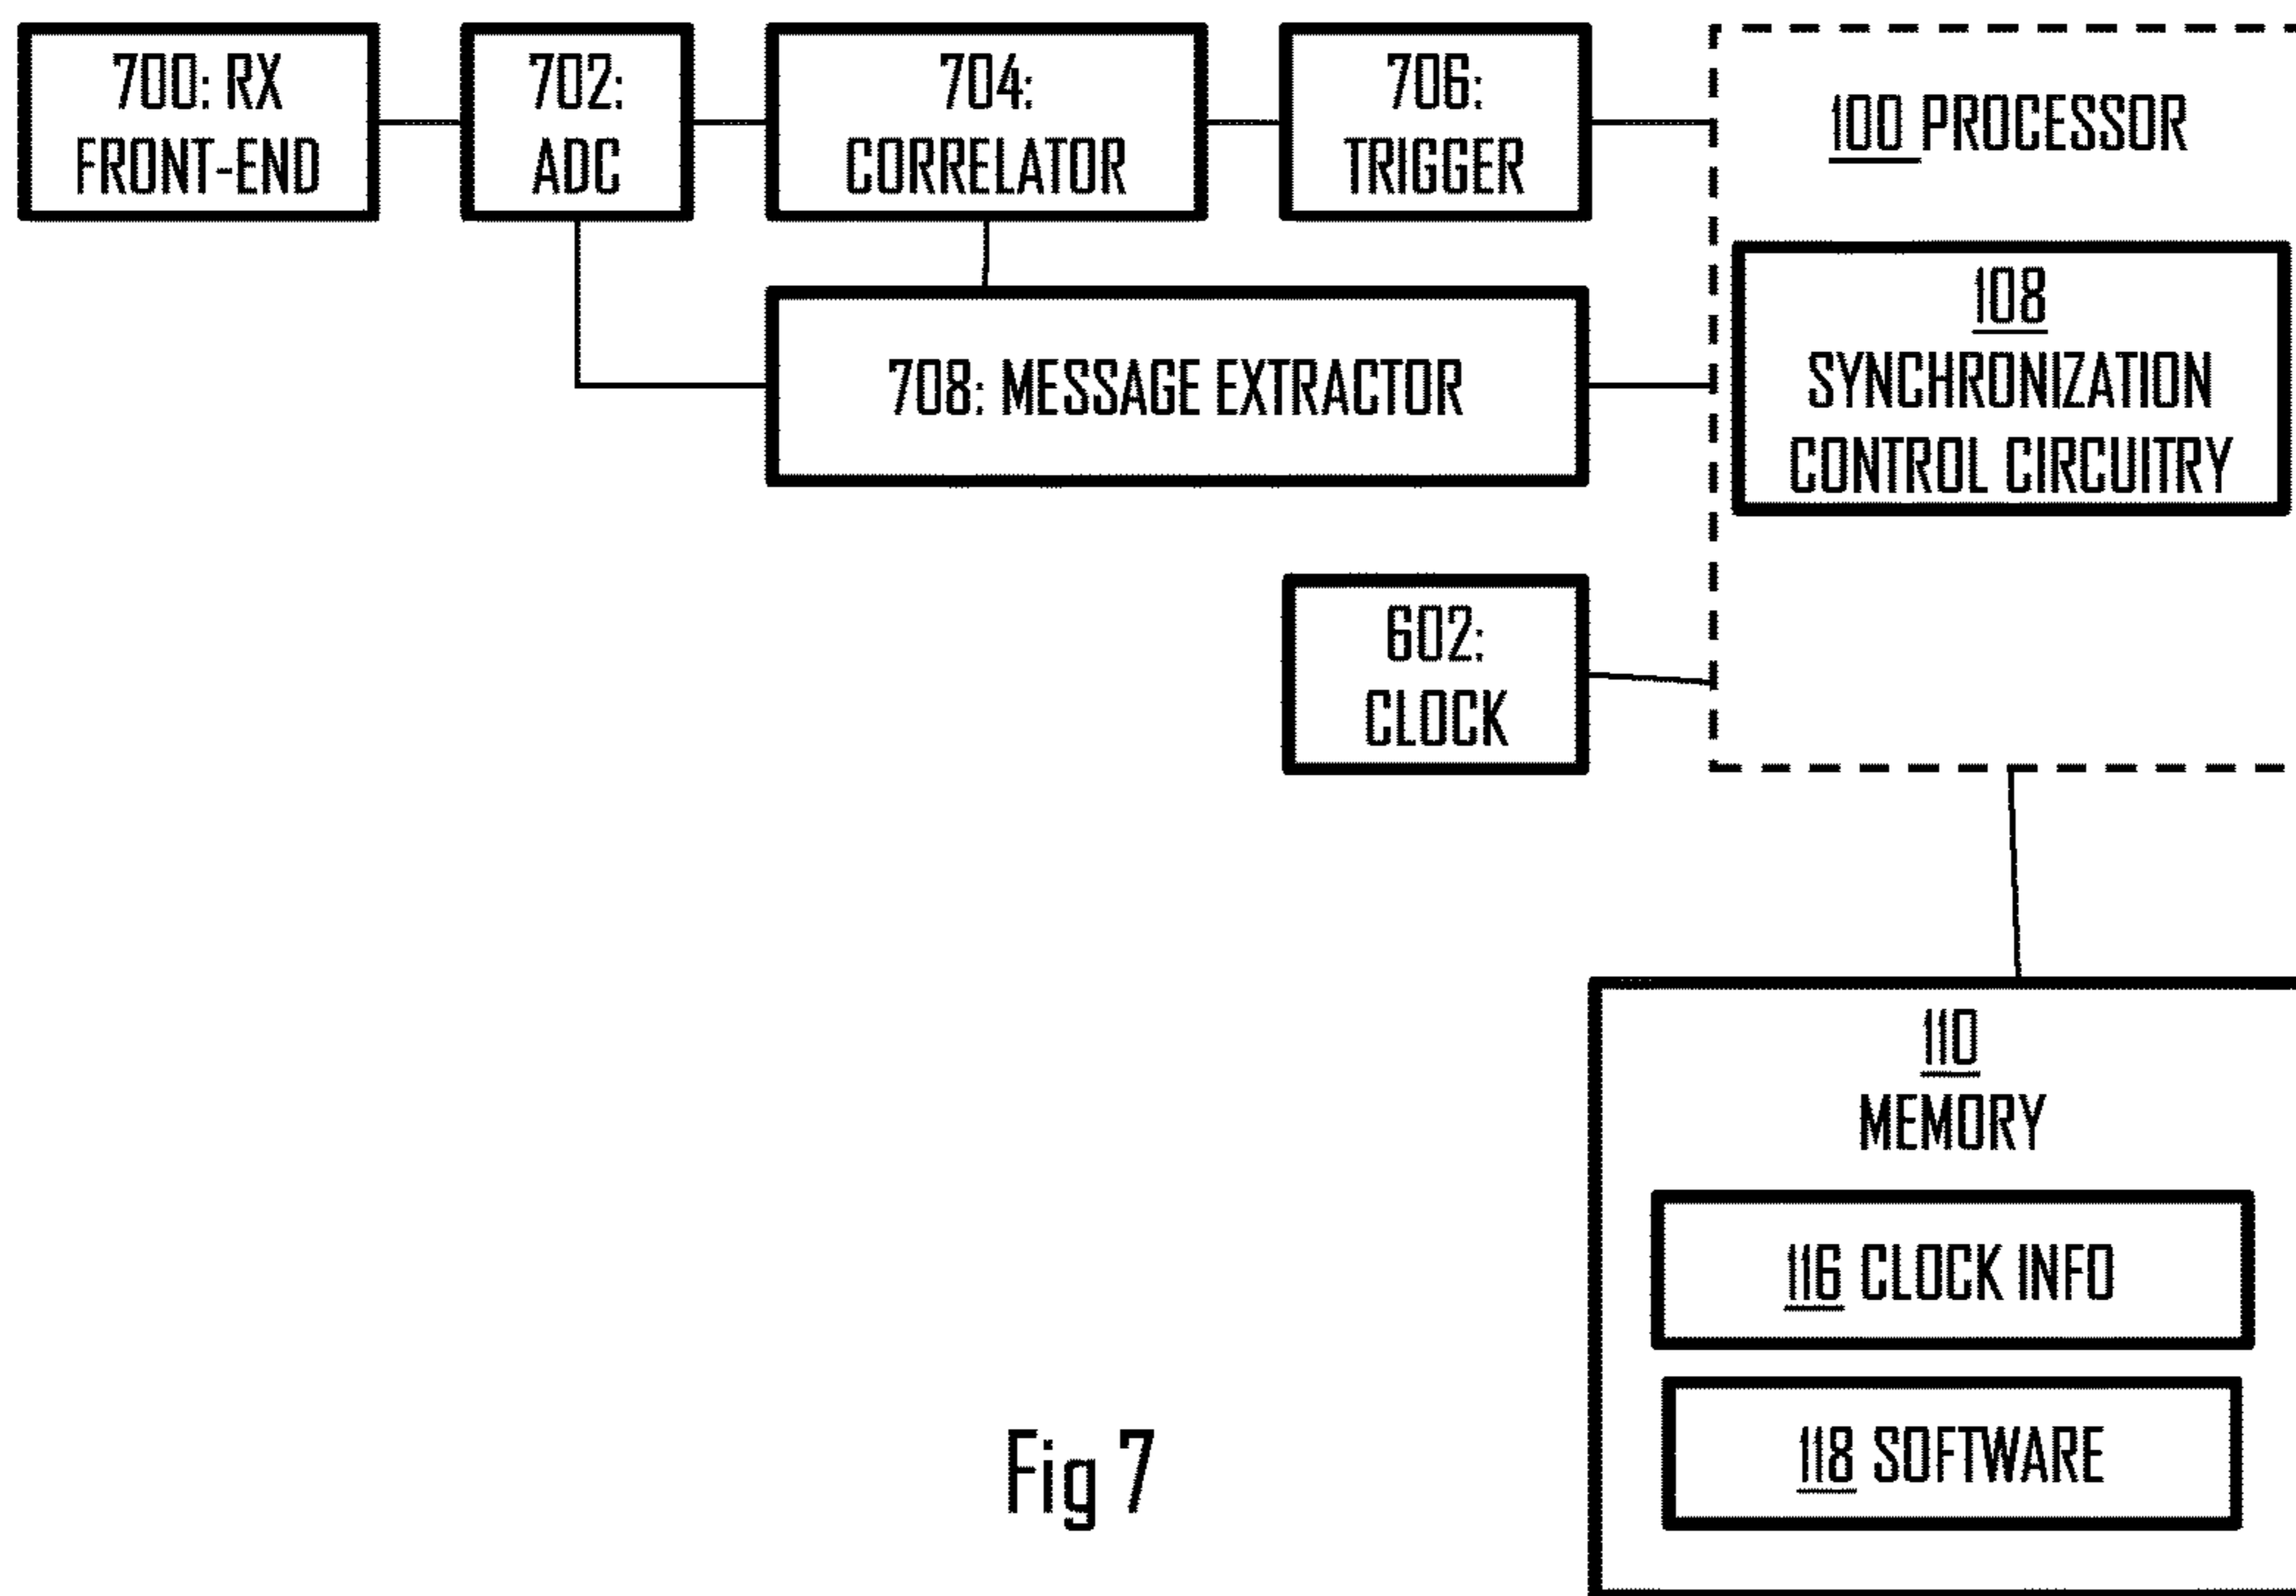 700: RX
FRONT-END
702:
ADC
704:
CORRELATOR
706:
TRIGGER
100 PROCESSOR
108
SYNCHRONIZATION
CONTROL CIRCUITRY
708: MESSAGE EXTRACTOR
602:
CLOCK
110
MEMORY
116 CLOCK INFO
118 SOFTWARE
Fig 7